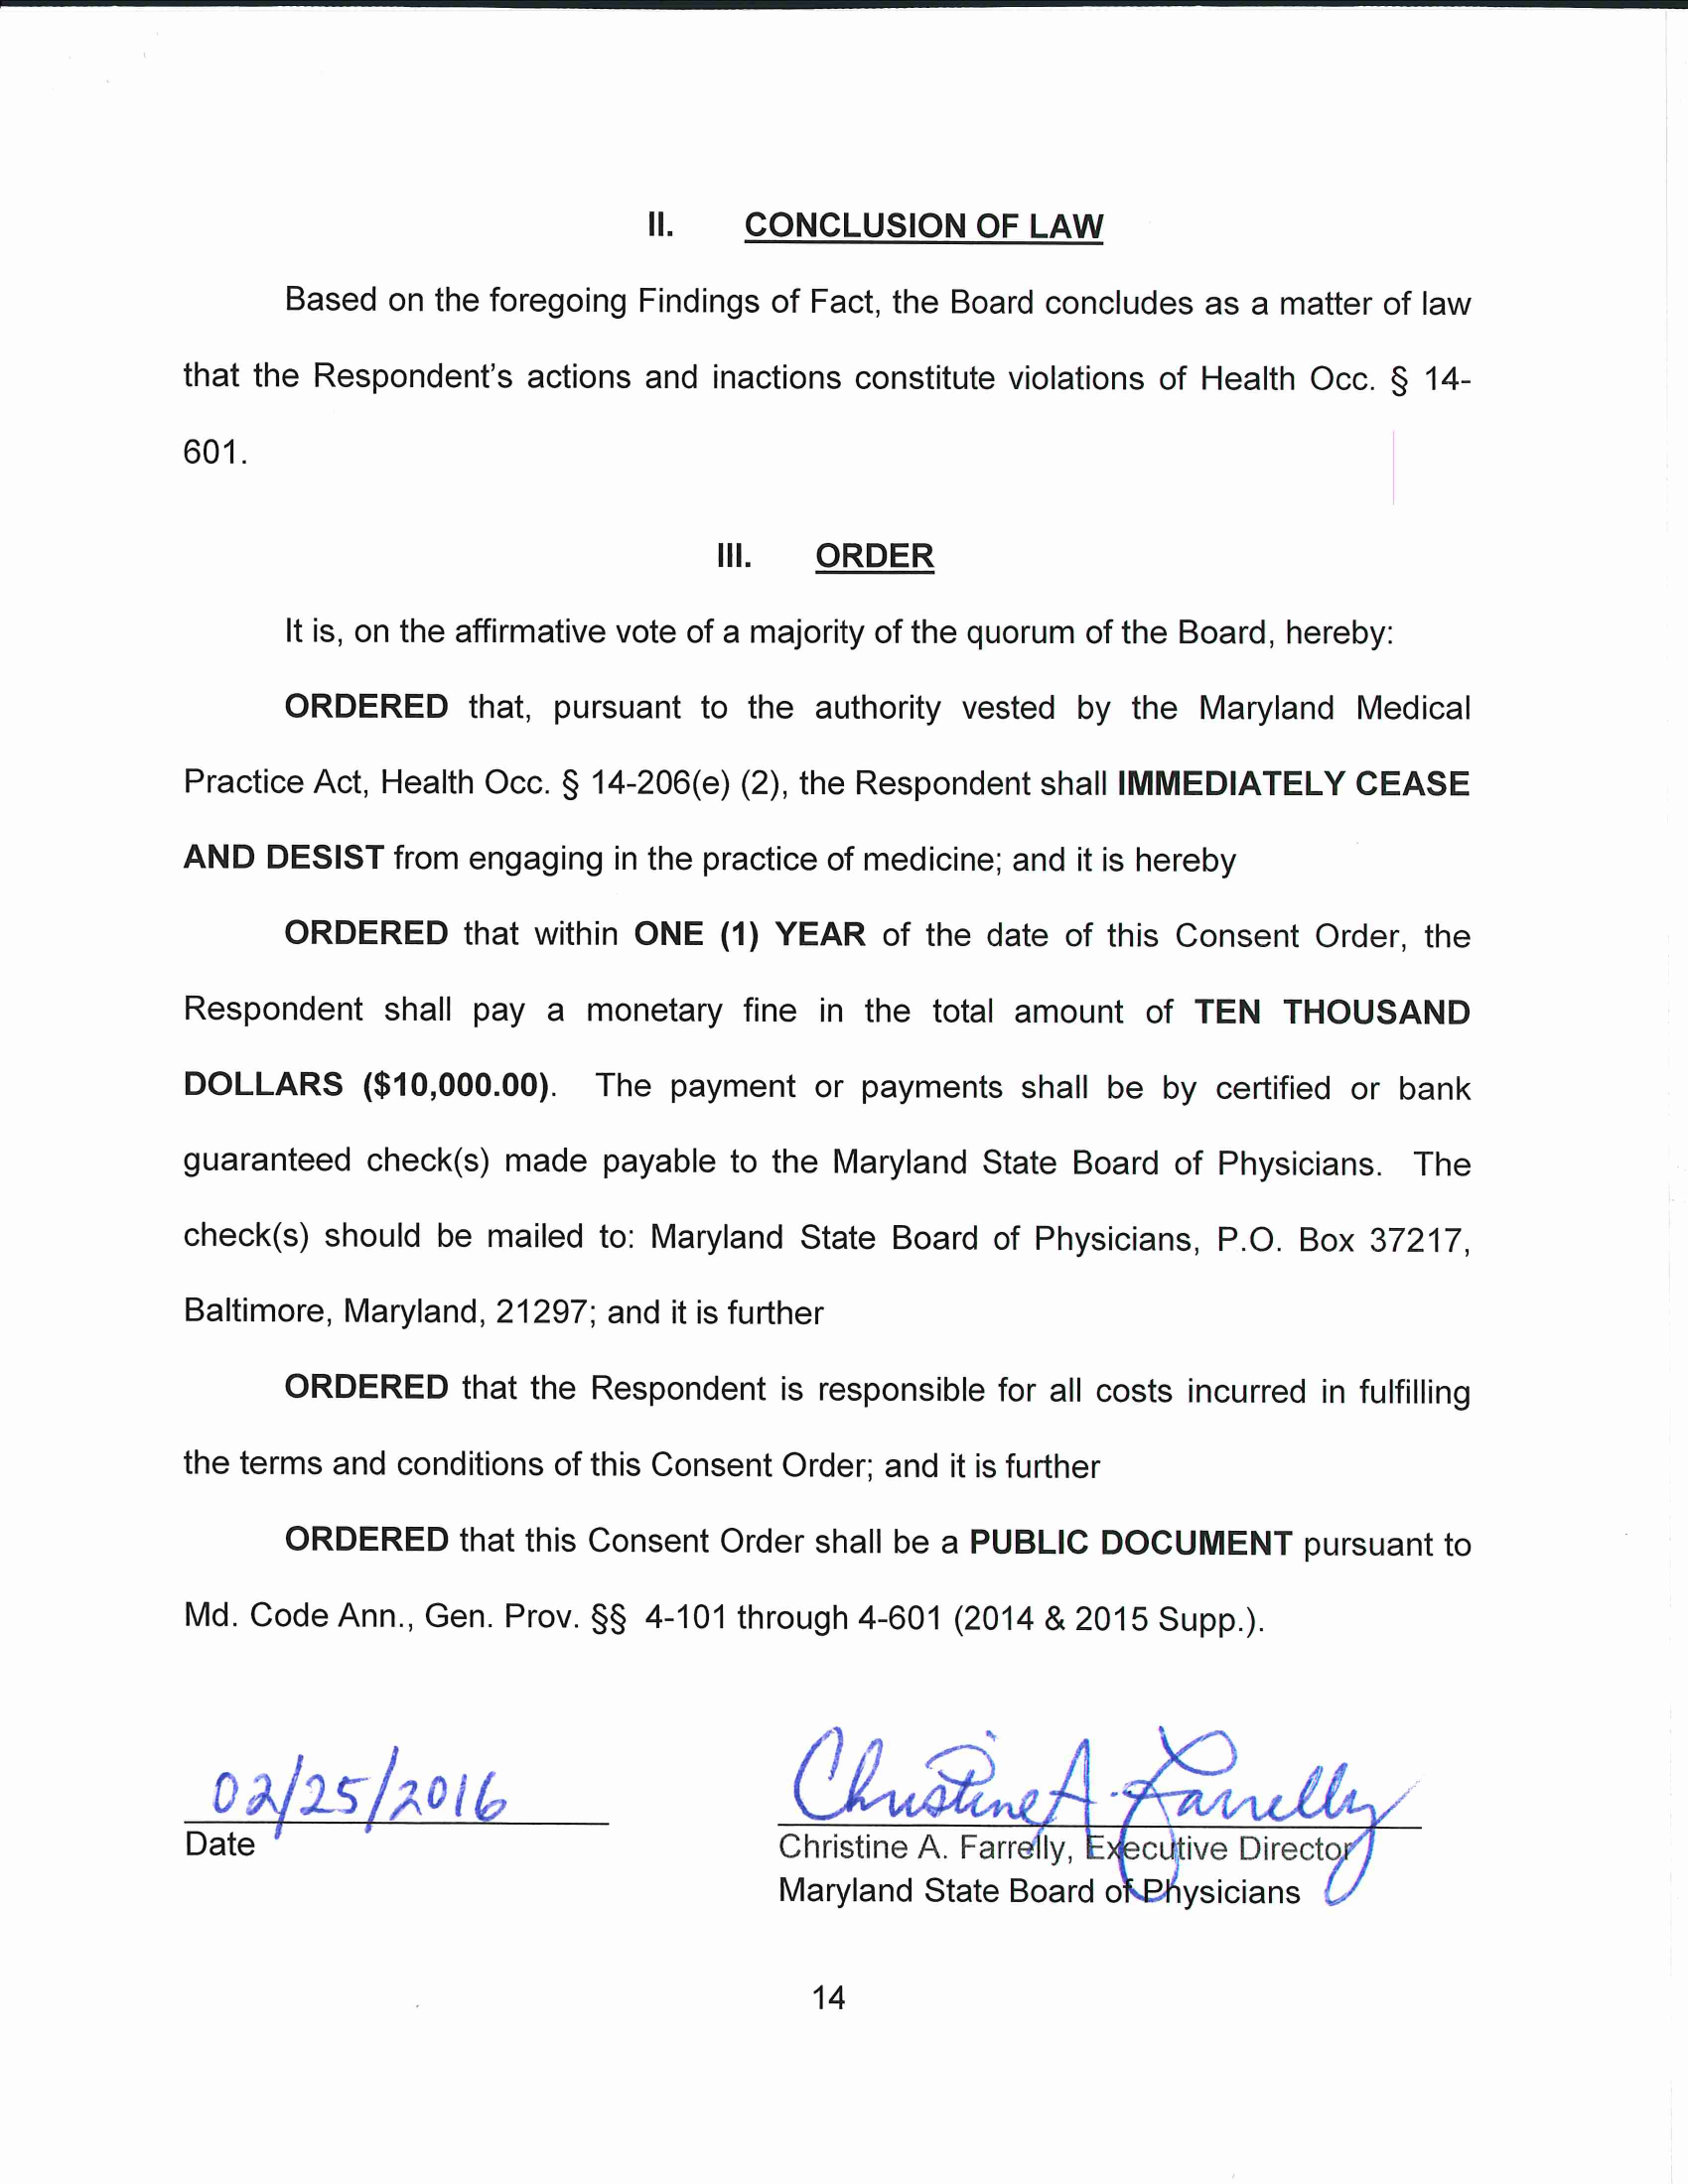 II. CONCLUSION OF LAW
Based on the foregoing Findings of Fact, the Board concludes as a matter of law
that the Respondent's actions and inactions constitute violations of Health Occ. § 14-
601.
III. ORDER
It is, on the affirmative vote of a majority of the quorum of the Board, hereby:
ORDERED that, pursuant to the authority vested by the Maryland Medical
Practice Act, Health Occ. § 14-206(e) (2), the Respondent shall IMMEDIATELY CEASE
AND DESIST from engaging in the practice of medicine; and it is hereby
ORDERED that within ONE (1) YEAR of the date of this Consent Order, the
Respondent shall pay a monetary fine in the total amount of TEN THOUSAND
DOLLARS ($10,000.00). The payment or payments shall be by certified or bank
guaranteed check(s) made payable to the Maryland State Board of Physicians. The
check(s) should be mailed to: Maryland State Board of Physicians, P.O. Box 37217,
Baltimore, Maryland, 21297; and it is further
ORDERED that the Respondent is responsible for all costs incurred in fulfilling
the terms and conditions of this Consent Order; and it is further
ORDERED that this Consent Order shall be a PUBLIC DOCUMENT pursuant to
Md. Code Ann., Gen. Prov. §§ 4-101 through 4-601 (2014 & 2015 Supp.).
02/25/2016
Date
Christine A. Farrelly
Christine A. Farrelly, Executive Director
Maryland State Board of Physicians
14